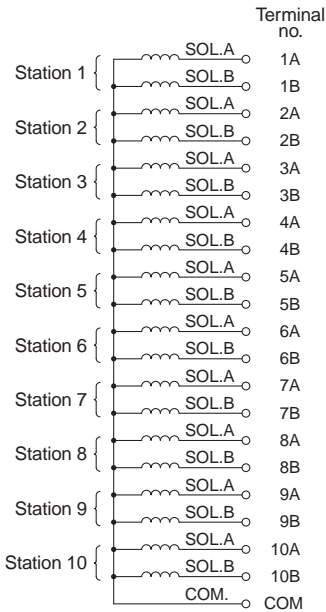 Terminal
no.
SOL.A 1A
Station 1
SOL.B 1B
SOL.A 2A
Station 2
SOL.B 2B
SOL.A 3A
Station 3
SOL.B 3B
SOL.A 4A
Station 4
SOL.B 4B
SOL.A 5A
Station 5
SOL.B 5B
SOL.A 6A
Station 6
SOL.B 6B
SOL.A 7A
Station 7
SOL.B 7B
SOL.A 8A
Station 8
SOL.B 8B
SOL.A 9A
Station 9
SOL.B 9B
SOL.A 10A
Station 10
SOL.B 10B
COM. COM